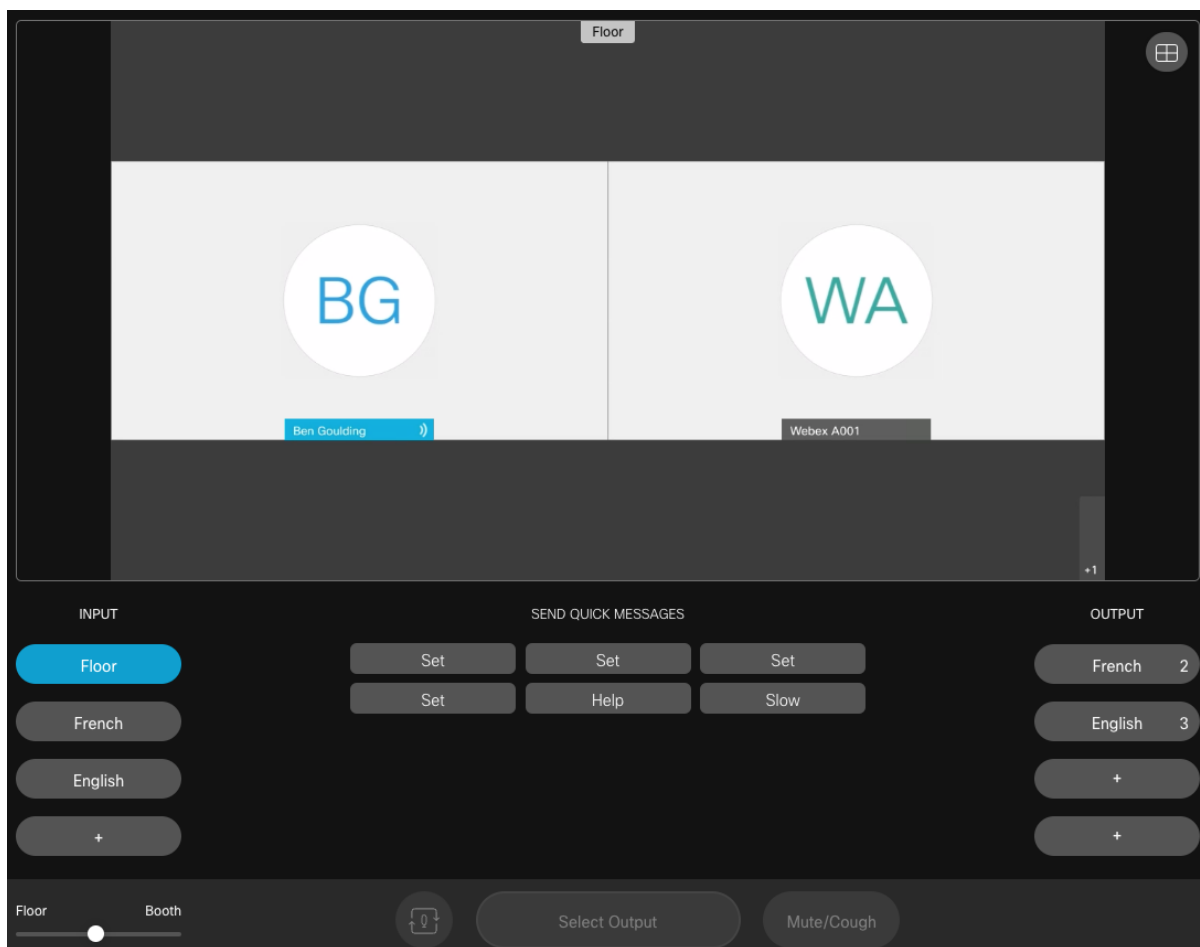 Floor
BG
WA
Ben Goulding
Webex A001
+1
INPUT
SEND QUICK MESSAGES
OUTPUT
Floor
Set
Set
Set
French 2
Set
Help
Slow
French
English 3
English
+
+
+
Floor
Booth
Select Output
Mute/Cough